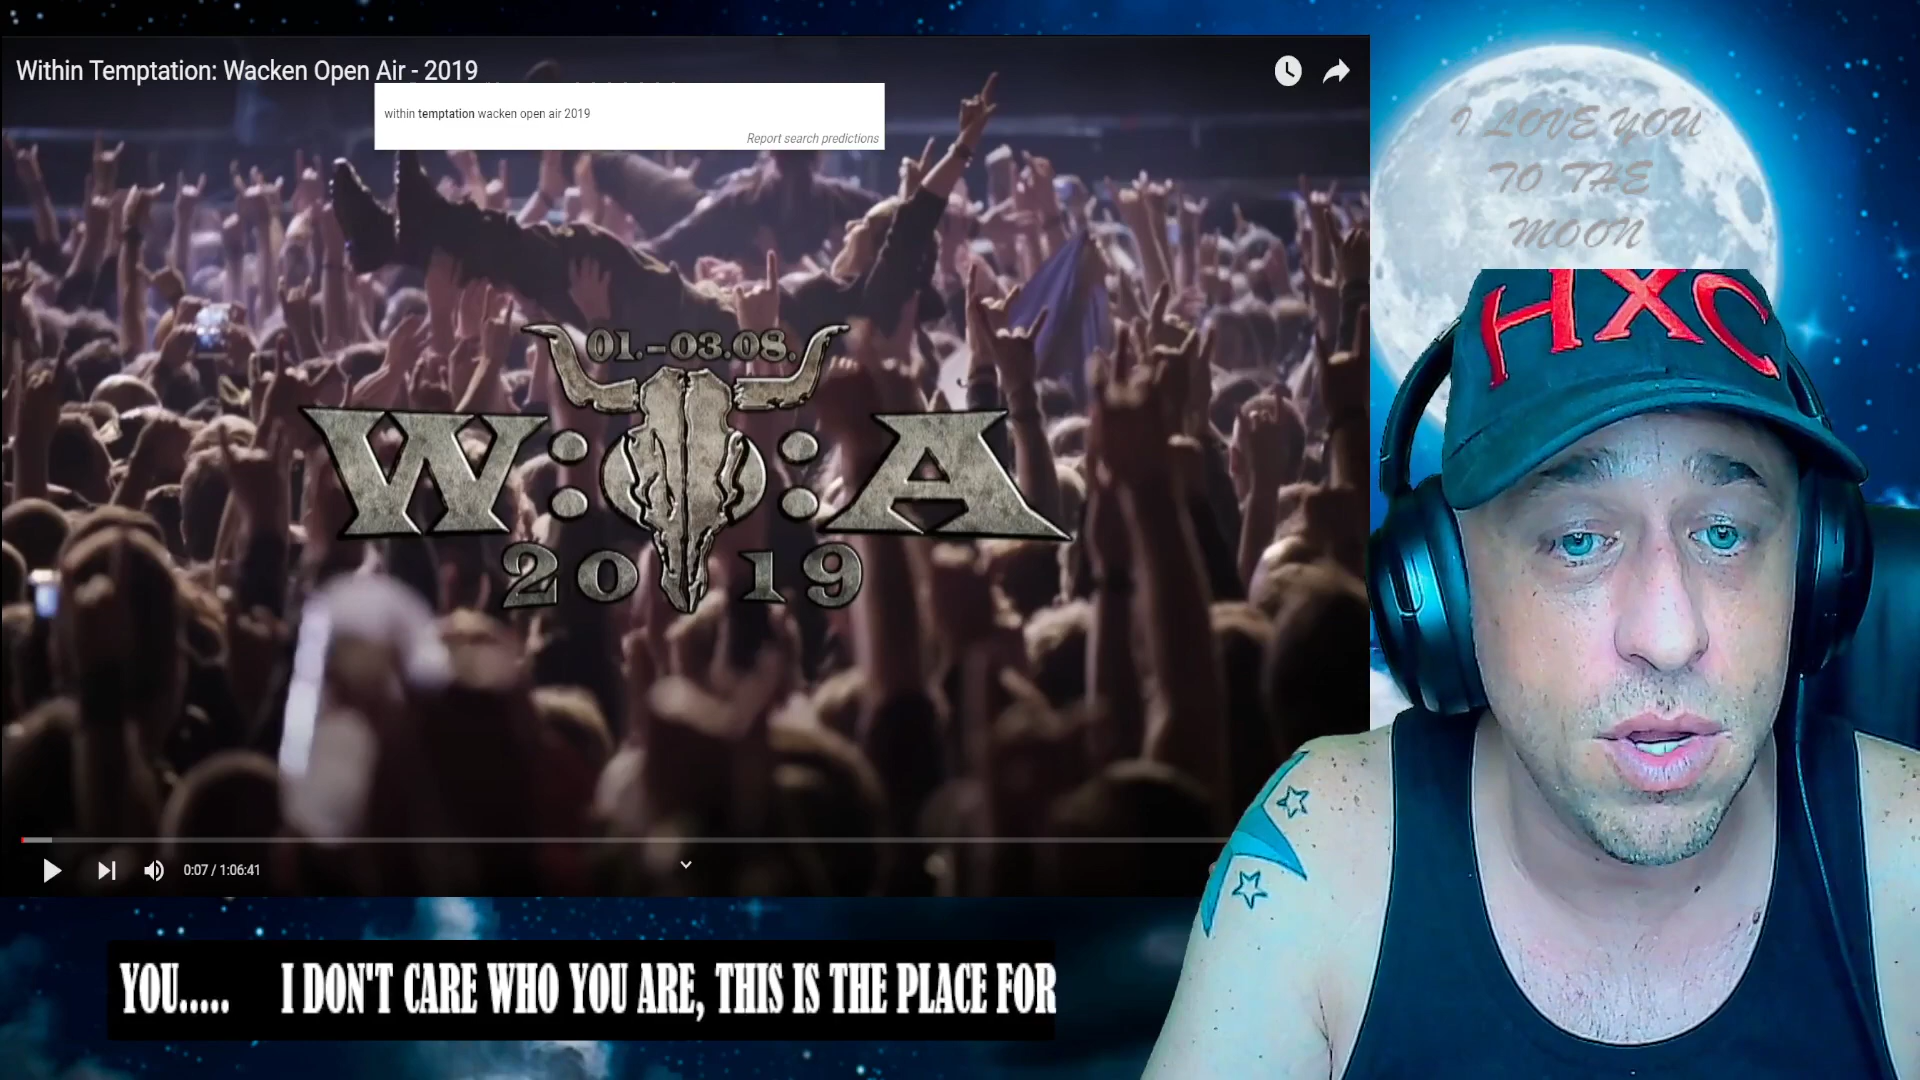 Within Temptation: Wacken Open Air - 2019
within temptation wacken open air 2019
Report search predictions
I LOVE YOU
TO THE
MOON
HXC
01.-03.08.
W:O:A
2019
0:07 / 1:06:41
YOU..... I DON'T CARE WHO YOU ARE, THIS IS THE PLACE FOR